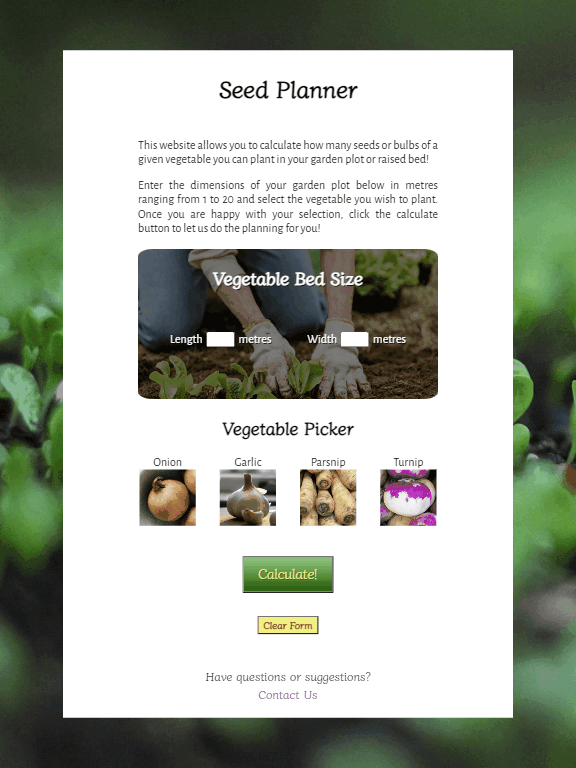 Seed Planner
This website allows you to calculate how many seeds or bulbs of a
given vegetable you can plant in your garden plot or raised bed!
Enter the dimensions of your garden plot below in metres
ranging from 1 to 20 and select the vegetable you wish to plant.
Once you are happy with your selection, click the calculate
button to let us do the planning for you!
Vegetable Bed Size
Length metres Width metres
Vegetable Picker
Onion Garlic Parsnip Turnip
Calculate!
Clear Form
Have questions or suggestions?
Contact Us